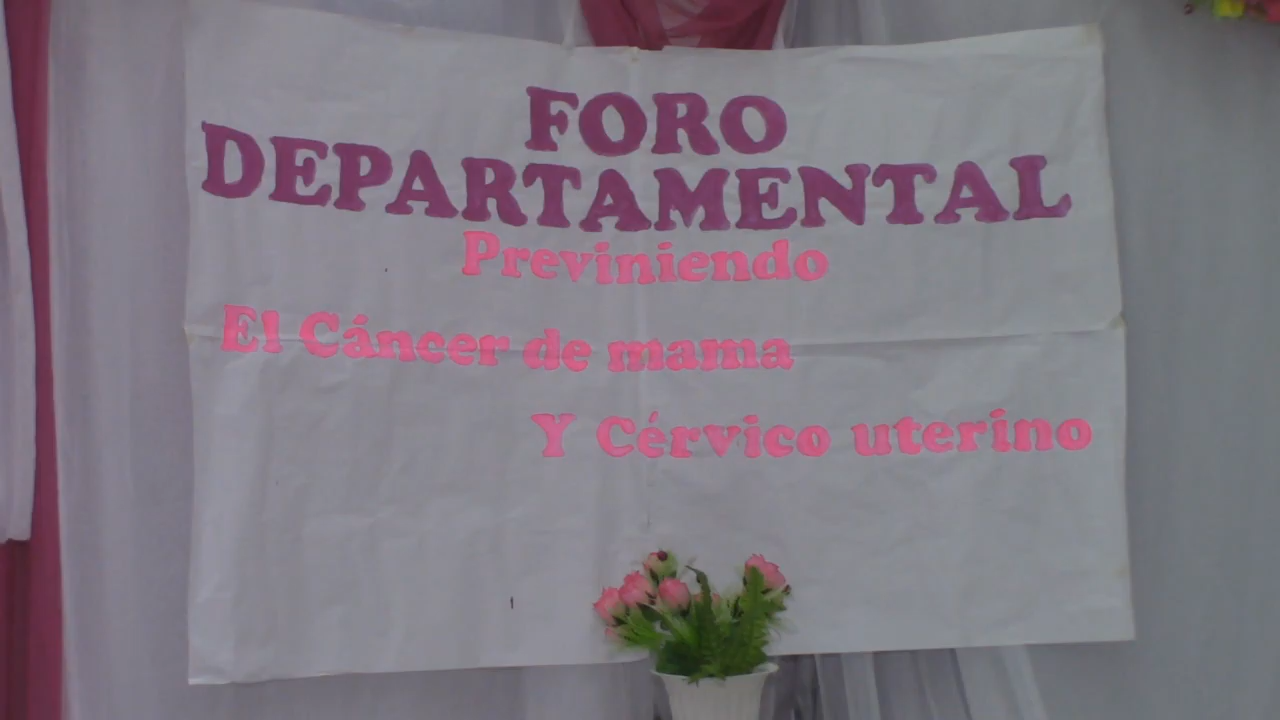 FORO
DEPARTAMENTAL
Previniendo
El Cáncer de mama
Y Cérvico uterino